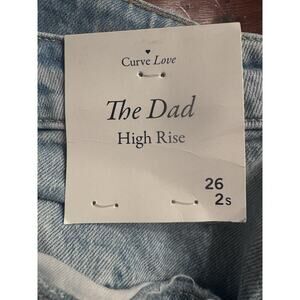 Curve Love
The Dad
High Rise
26
2s